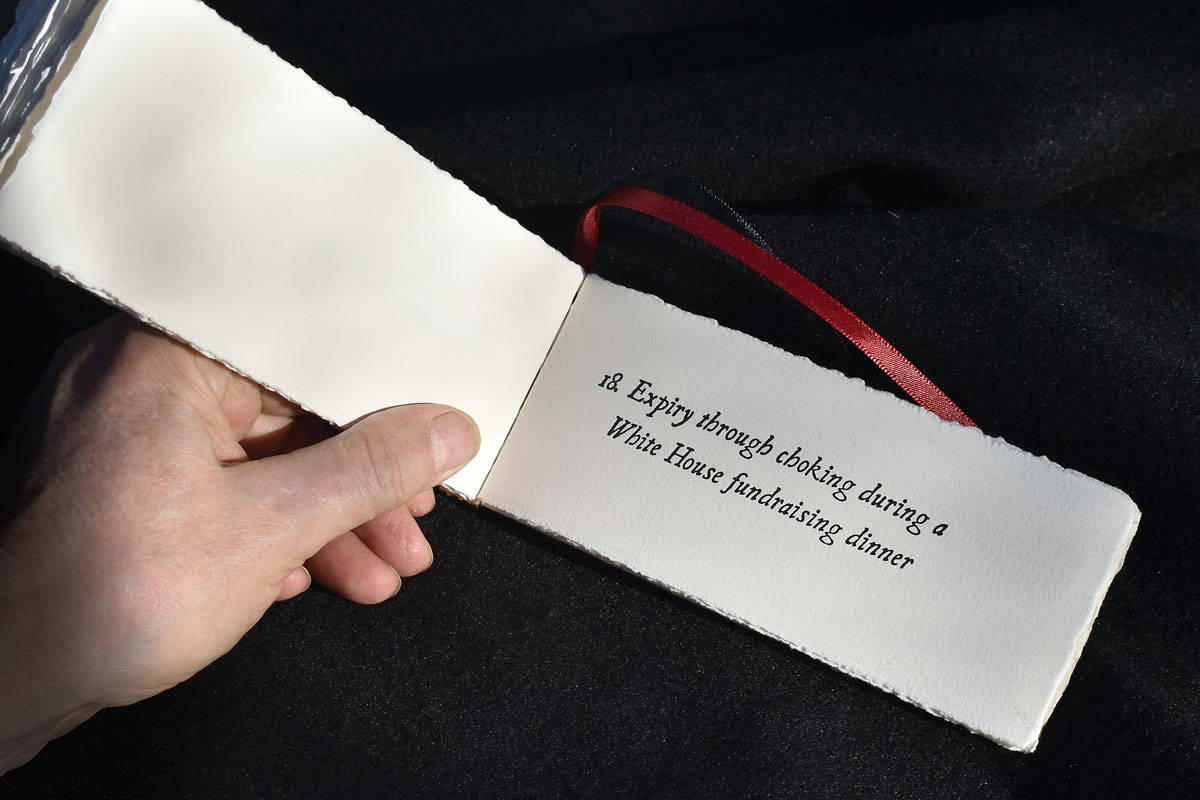 18. Expiry through choking during a
White House fundraising dinner